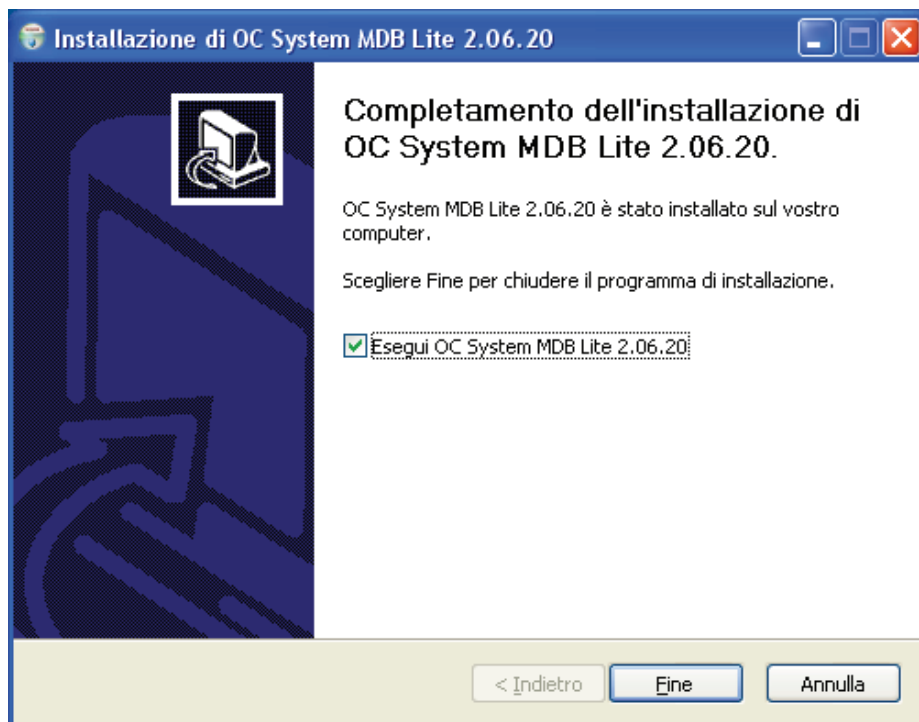 Installazione di OC System MDB Lite 2.06.20
Completamento dell'installazione di
OC System MDB Lite 2.06.20.
OC System MDB Lite 2.06.20 è stato installato sul vostro
computer.
Scegliere Fine per chiudere il programma di installazione.
Esegui OC System MDB Lite 2.06.20
< Indietro
Fine
Annulla